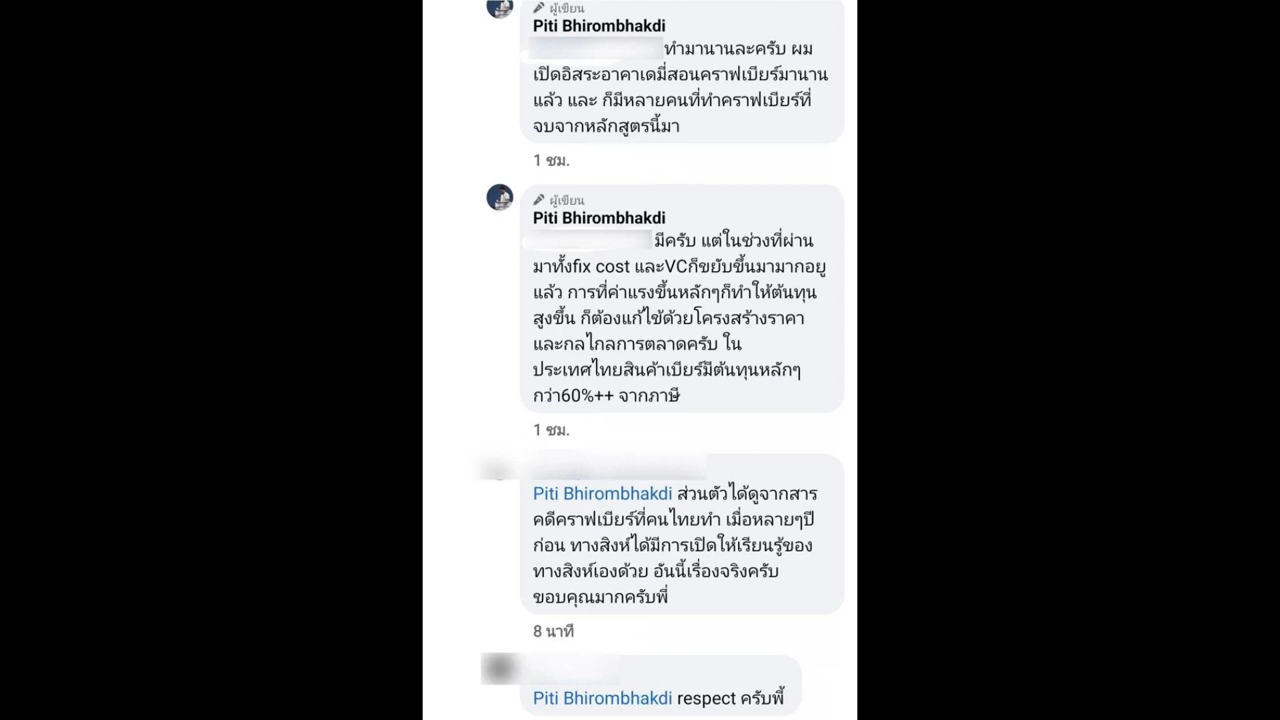 ผู้เขียน
Piti Bhirombhakdi
ทำมานานละครับ ผม
เปิดอิสระอาคาเดมี่สอนคราฟเบียร์มานาน
แล้ว และ ก็มีหลายคนที่ทำคราฟเบียร์ที่
จบจากหลักสูตรนี้มา
1 ชม.
ผู้เขียน
Piti Bhirombhakdi
มีครับ แต่ในช่วงที่ผ่าน
มาทั้งfix cost และVCก็ขยับขึ้นมามากอยู
แล้ว การที่ค่าแรงขึ้นหลักๆก็ทำให้ต้นทุน
สูงขึ้น ก็ต้องแก้ไข้ด้วยโครงสร้างราคา
และกลไกลการตลาดครับ ใน
ประเทศไทยสินค้าเบียร์มีต้นทุนหลักๆ
กว่า60%++ จากภาษี
1 ชม.
Piti Bhirombhakdi ส่วนตัวได้ดูจากสาร
คดีคราฟเบียร์ที่คนไทยทำ เมื่อหลายๆปี
ก่อน ทางสิงห์ได้มีการเปิดให้เรียนรู้ของ
ทางสิงห์เองด้วย อันนี้เรื่องจริงครับ
ขอบคุณมากครับพี่
8 นาที
Piti Bhirombhakdi respect ครับพี้